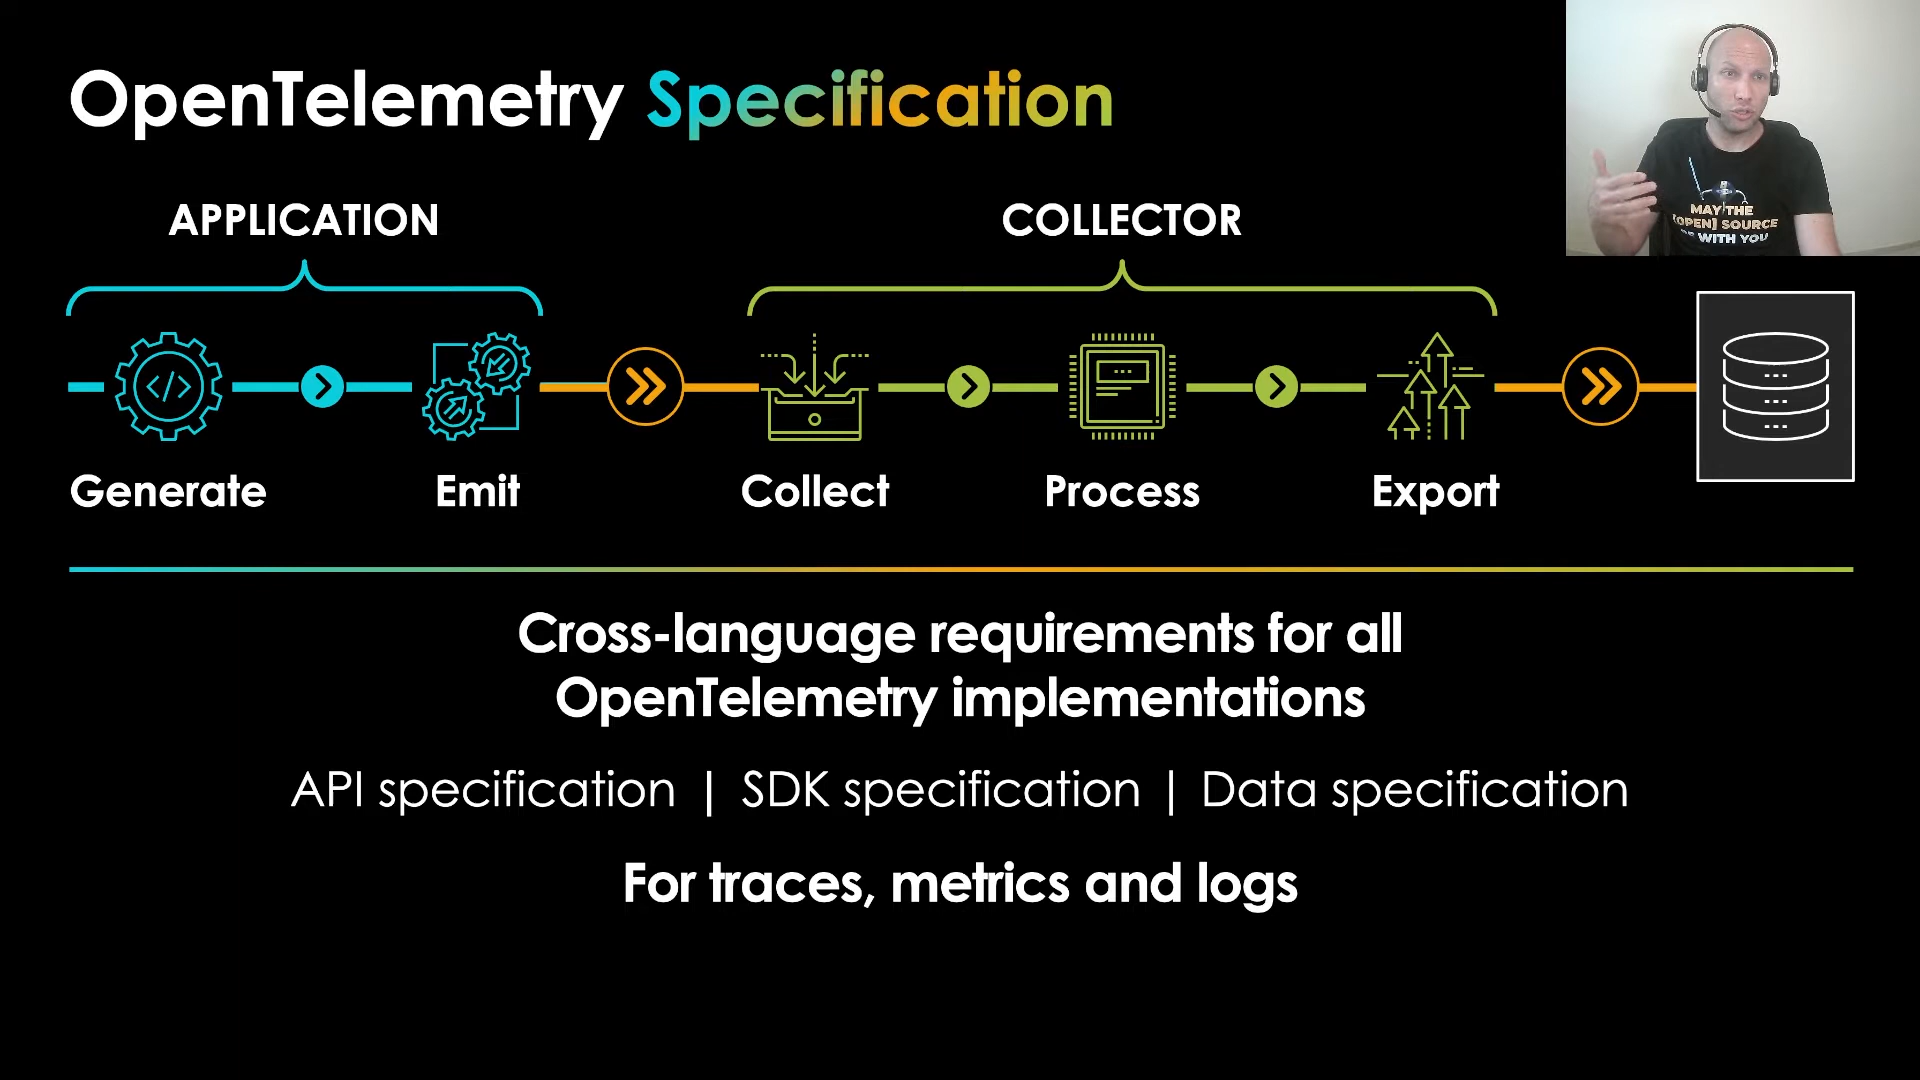 OpenTelemetry Specification
APPLICATION
COLLECTOR
MAY THE
[OPEN] SOURCE
BE WITH YOU
Generate
Emit
Collect
Process
Export
Cross-language requirements for all
OpenTelemetry implementations
API specification | SDK specification | Data specification
For traces, metrics and logs